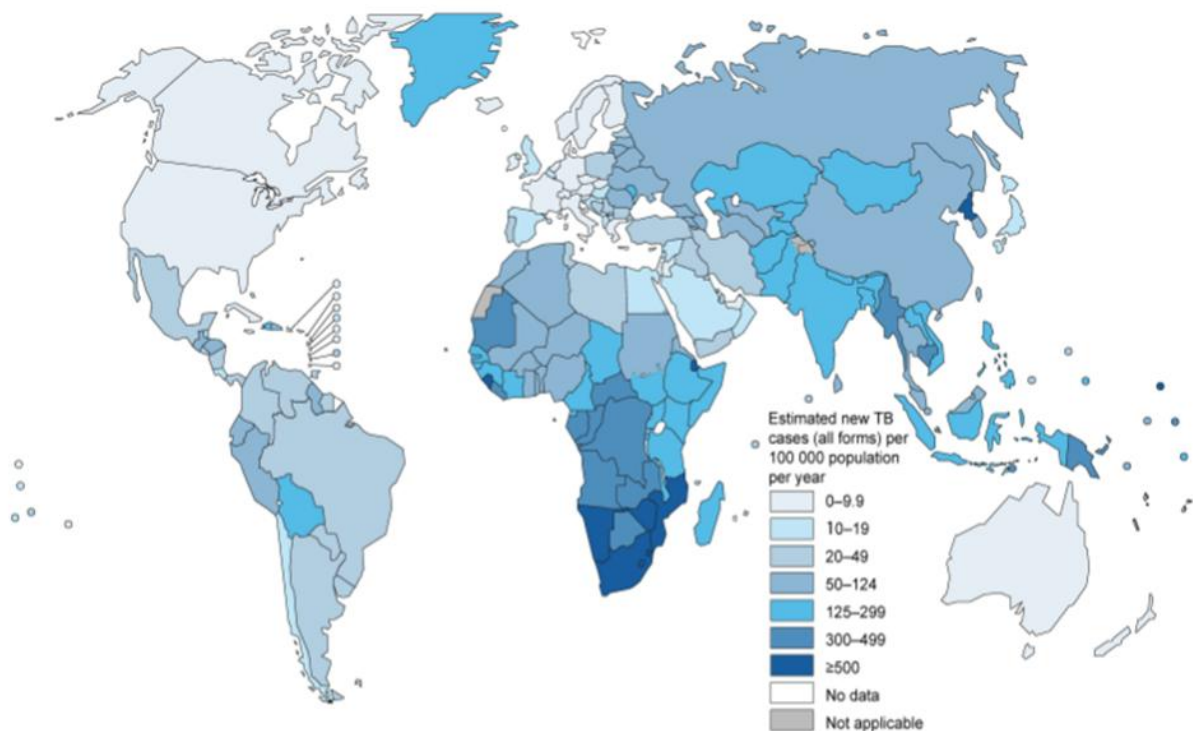 Estimated new TB
cases (all forms) per
100 000 population
per year
0–9.9
10–19
20–49
50–124
125–299
300–499
≥500
No data
Not applicable